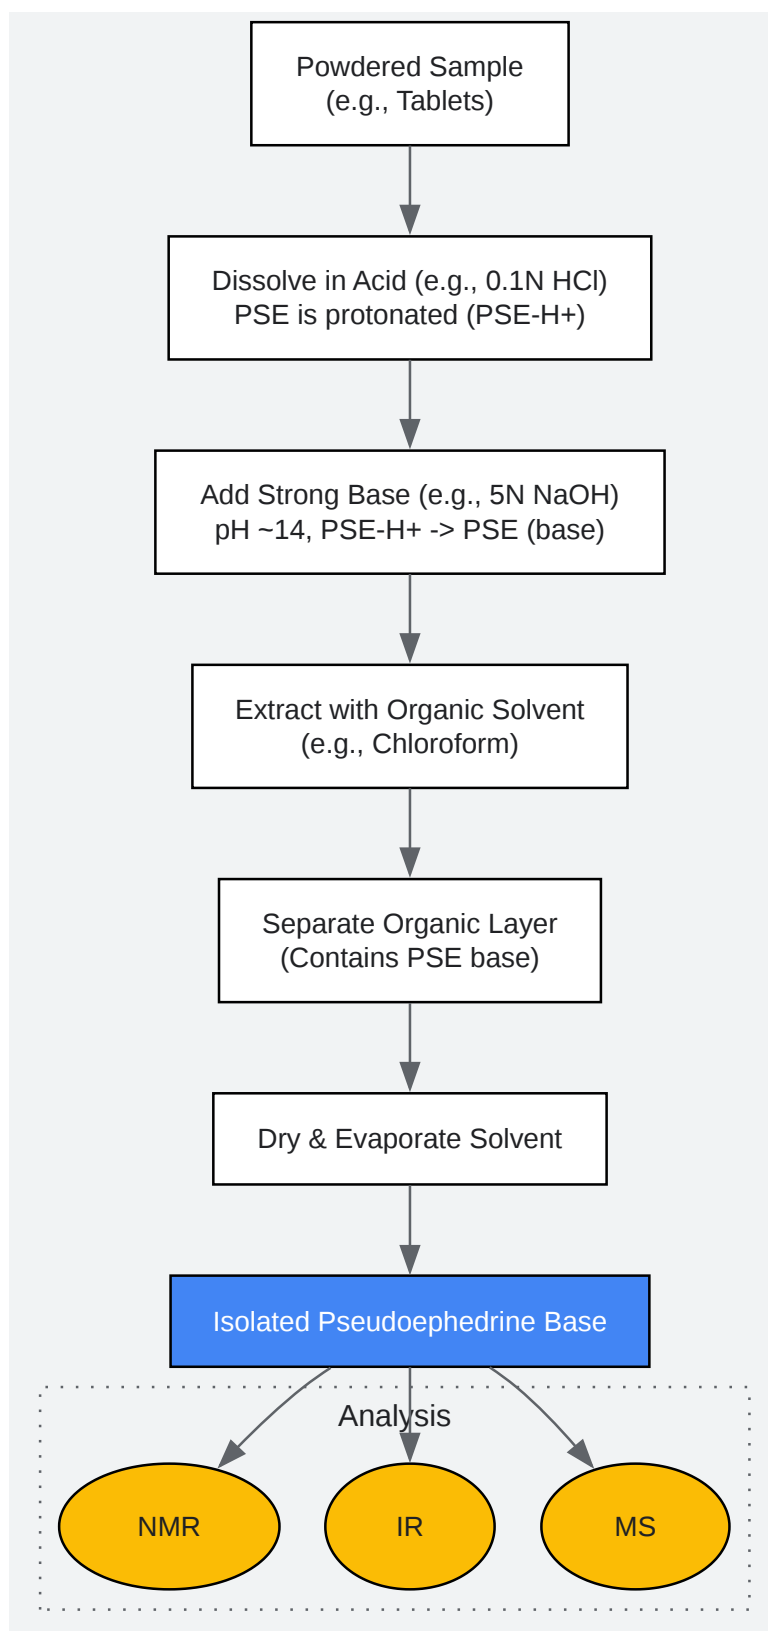 Powdered Sample
(e.g., Tablets)
Dissolve in Acid (e.g., 0.1N HCl)
PSE is protonated (PSE-H+)
Add Strong Base (e.g., 5N NaOH)
pH ~14, PSE-H+ -> PSE (base)
Extract with Organic Solvent
(e.g., Chloroform)
Separate Organic Layer
(Contains PSE base)
Dry & Evaporate Solvent
Isolated Pseudoephedrine Base
Analysis
NMR
IR
MS